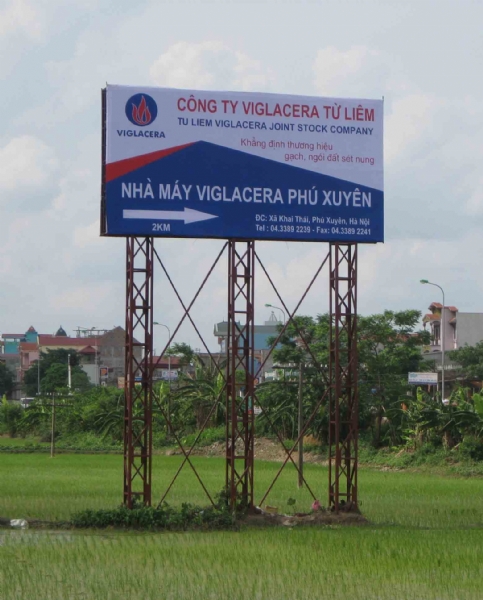 CÔNG TY VIGLACERA TỪ LIÊM
TU LIEM VIGLACERA JOINT STOCK COMPANY
VIGLACERA
Khẳng định thương hiệu
gạch, ngói đất sét nung
NHÀ MÁY VIGLACERA PHÚ XUYÊN
2KM
DC: Xã Khai Thái, Phú Xuyên, Hà Nội
Tel : 04.3389 2239 - Fax: 04.3389 2241